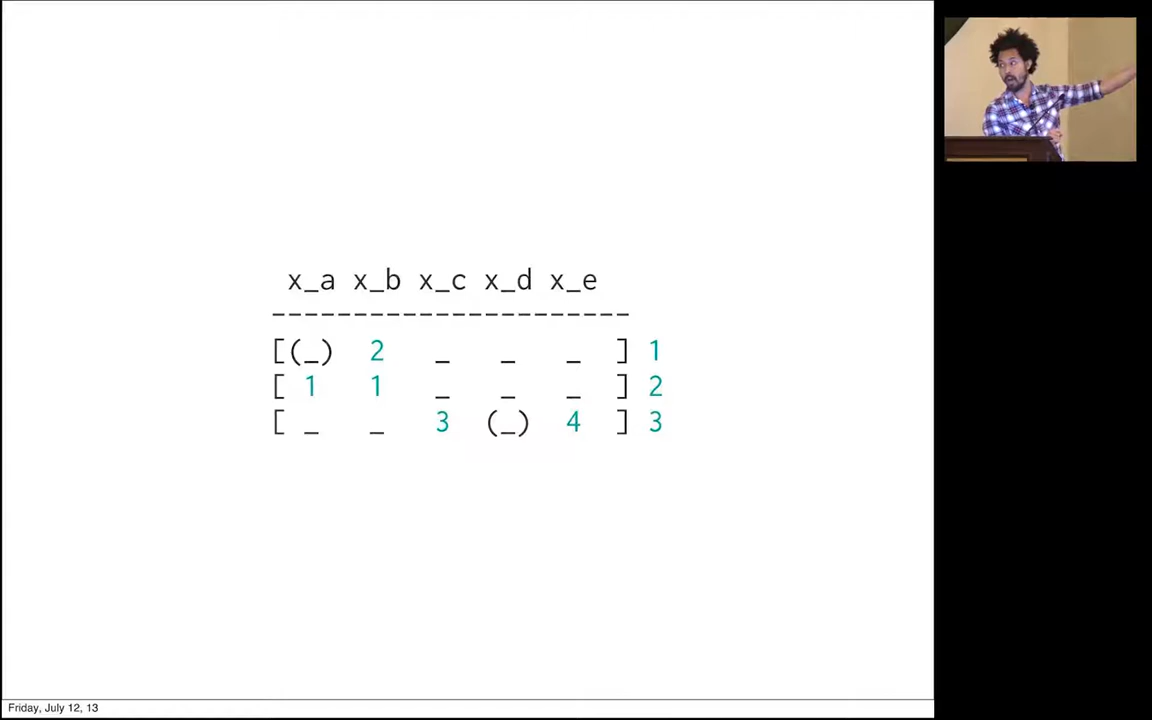 x_a x_b x_c x_d x_e
----------------------
[(_) 2 _ _ _ ] 1
[ 1 1 _ _ _ ] 2
[ _ _ 3 (_) 4 ] 3
Friday, July 12, 13